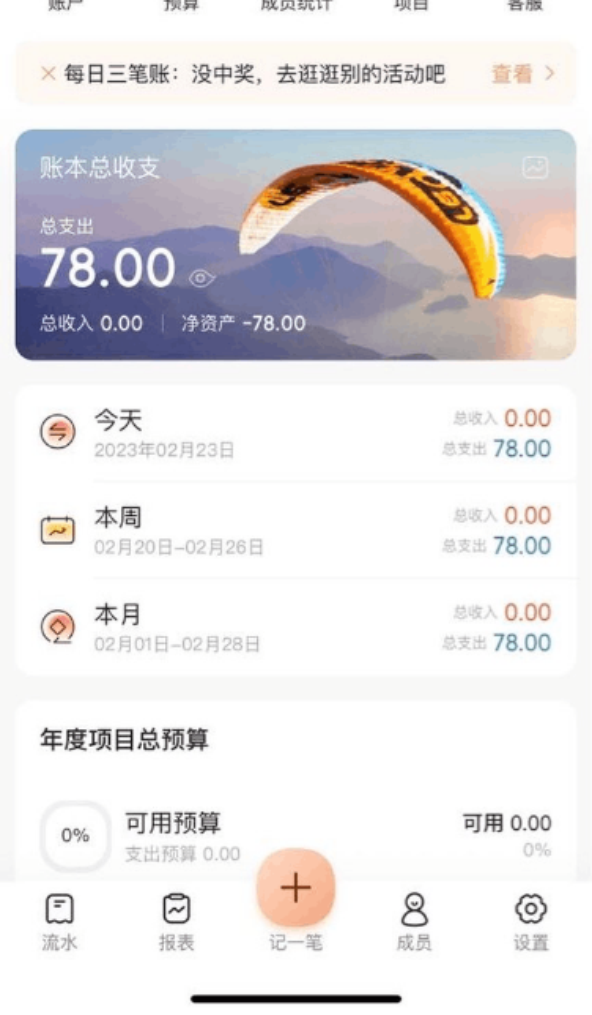 账户 预算 成员统计 项目 客服
× 每日三笔账：没中奖，去逛逛别的活动吧 查看 >
账本总收支
总支出
78.00
总收入 0.00 | 净资产 -78.00
今天 总收入 0.00
2023年02月23日 总支出 78.00
本周 总收入 0.00
02月20日-02月26日 总支出 78.00
本月 总收入 0.00
02月01日-02月28日 总支出 78.00
年度项目总预算
0% 可用预算 可用 0.00
支出预算 0.00 0%
流水 报表 记一笔 成员 设置